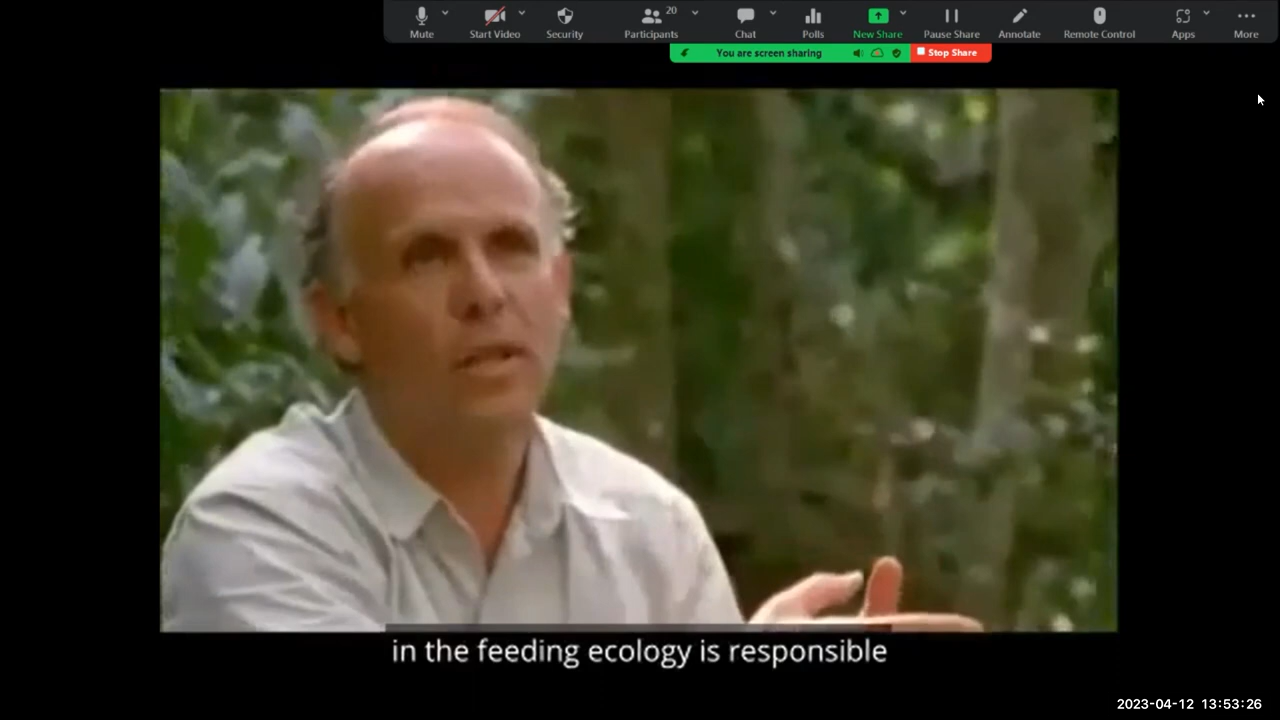 Mute
Start Video
Security
Participants
20
Chat
Polls
New Share
Pause Share
Annotate
Remote Control
Apps
More
You are screen sharing
Stop Share
in the feeding ecology is responsible
2023-04-12 13:53:26